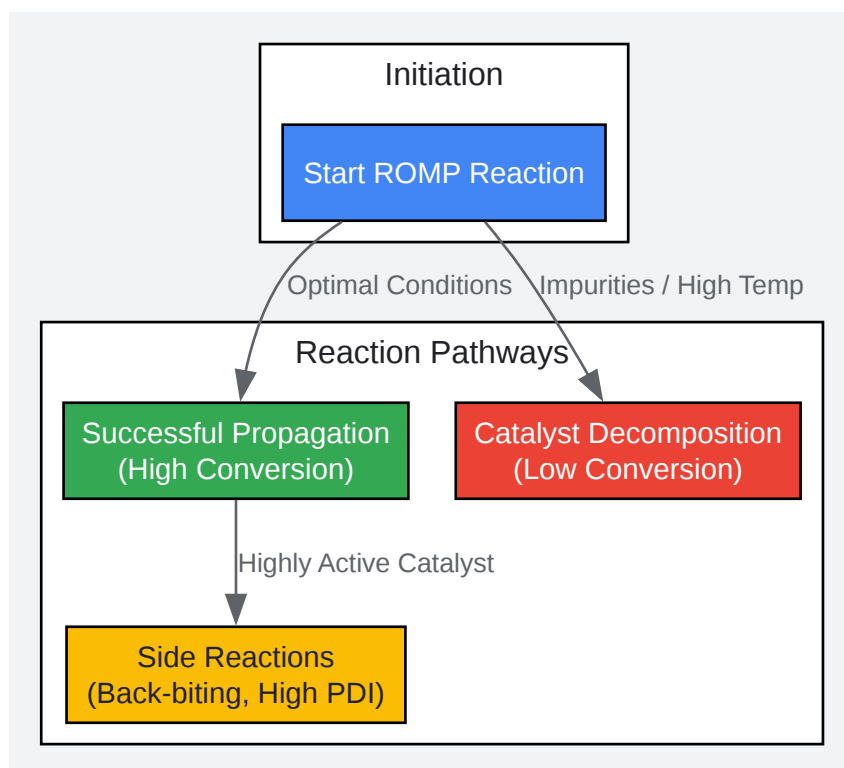 Initiation
Start ROMP Reaction
Optimal Conditions
Impurities / High Temp
Reaction Pathways
Successful Propagation
(High Conversion)
Catalyst Decomposition
(Low Conversion)
Highly Active Catalyst
Side Reactions
(Back-biting, High PDI)